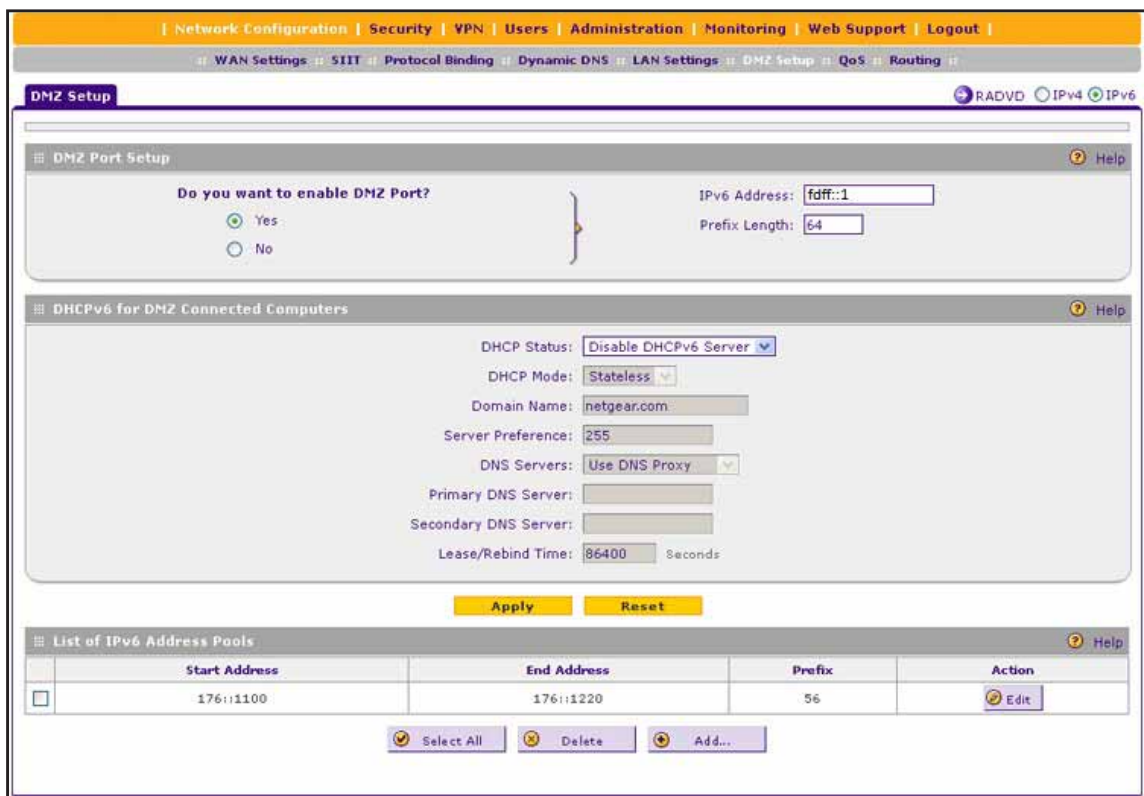 | Network Configuration | Security | VPN | Users | Administration | Monitoring | Web Support | Logout |
:: WAN Settings :: SIIT :: Protocol Binding :: Dynamic DNS :: LAN Settings :: DMZ Setup :: QoS :: Routing ::
DMZ Setup RADVD IPv4 IPv6
DMZ Port Setup Help
Do you want to enable DMZ Port?
Yes
No
IPv6 Address: fdff::1
Prefix Length: 64
DHCPv6 for DMZ Connected Computers Help
DHCP Status: Disable DHCPv6 Server
DHCP Mode: Stateless
Domain Name: netgear.com
Server Preference: 255
DNS Servers: Use DNS Proxy
Primary DNS Server:
Secondary DNS Server:
Lease/Rebind Time: 86400 Seconds
Apply Reset
List of IPv6 Address Pools Help
Start Address End Address Prefix Action
176::1100 176::1220 56 Edit
Select All Delete Add...